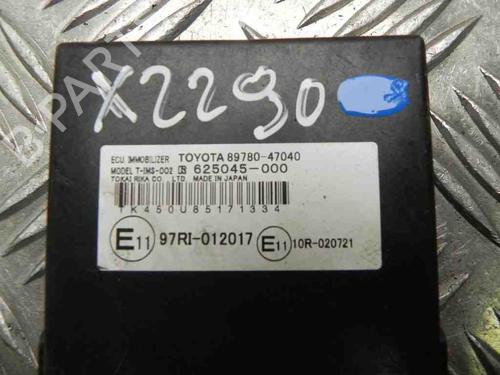 X2290
ECU, IMMOBILIZER TOYOTA 89780-47040
MODEL T-IMS-002 625045-000
TOKAI RIKA CO., LTD. MADE IN JAPAN
TK450U85171334
E11 97RI-012017 E11 10R-020721
B-PART